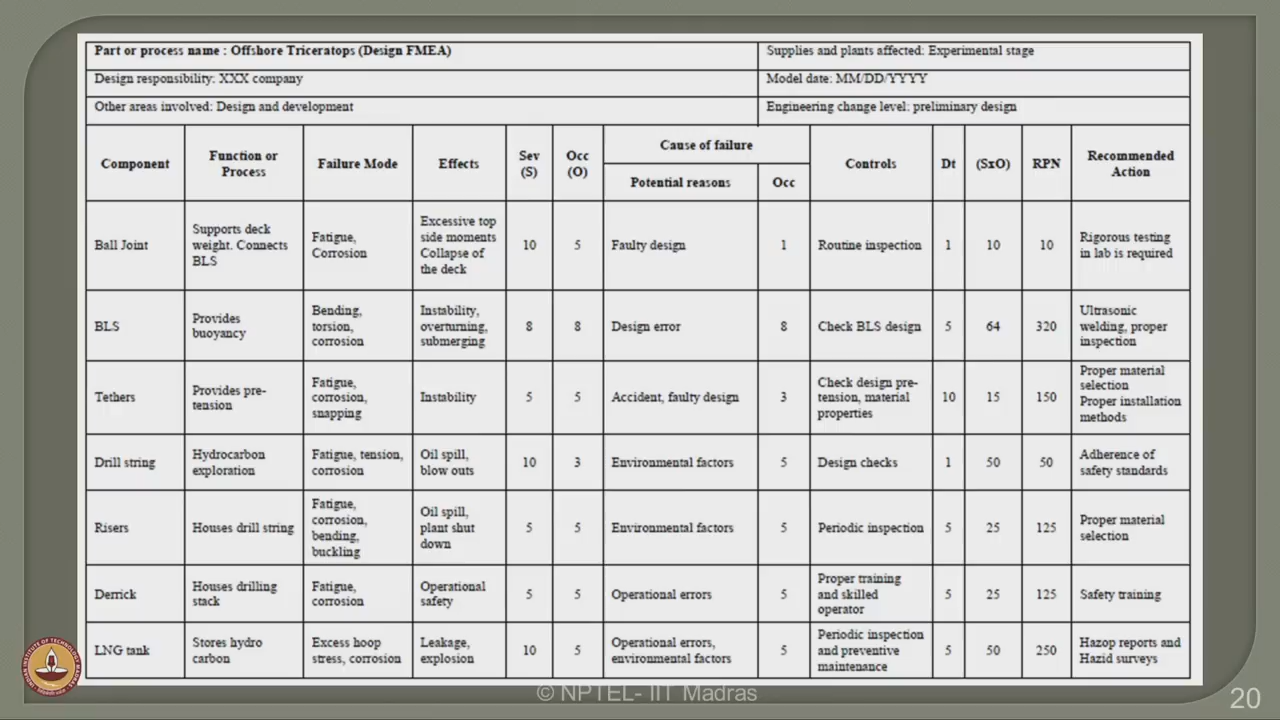 Part or process name : Offshore Triceratops (Design FMEA)
Supplies and plants affected: Experimental stage
Design responsibility: XXX company
Model date: MM/DD/YYYY
Other areas involved: Design and development
Engineering change level: preliminary design
Component
Function or
Process
Failure Mode
Effects
Sev
(S)
Occ
(O)
Cause of failure
Potential reasons
Occ
Controls
Dt
(SxO)
RPN
Recommended
Action
Ball Joint
Supports deck
weight. Connects
BLS
Fatigue,
Corrosion
Excessive top
side moments
Collapse of
the deck
10
5
Faulty design
1
Routine inspection
1
10
10
Rigorous testing
in lab is required
BLS
Provides
buoyancy
Bending,
torsion,
corrosion
Instability,
overturning,
submerging
8
8
Design error
8
Check BLS design
5
64
320
Ultrasonic
welding, proper
inspection
Tethers
Provides pre-
tension
Fatigue,
corrosion,
snapping
Instability
5
5
Accident, faulty design
3
Check design pre-
tension, material
properties
10
15
150
Proper material
selection
Proper installation
methods
Drill string
Hydrocarbon
exploration
Fatigue, tension,
corrosion
Oil spill,
blow outs
10
3
Environmental factors
5
Design checks
1
50
50
Adherence of
safety standards
Risers
Houses drill string
Fatigue,
corrosion,
bending,
buckling
Oil spill,
plant shut
down
5
5
Environmental factors
5
Periodic inspection
5
25
125
Proper material
selection
Derrick
Houses drilling
stack
Fatigue,
corrosion
Operational
safety
5
5
Operational errors
5
Proper training
and skilled
operator
5
25
125
Safety training
LNG tank
Stores hydro
carbon
Excess hoop
stress, corrosion
Leakage,
explosion
10
5
Operational errors,
environmental factors
5
Periodic inspection
and preventive
maintenance
5
50
250
Hazop reports and
Hazid surveys
© NPTEL- IIT Madras
20